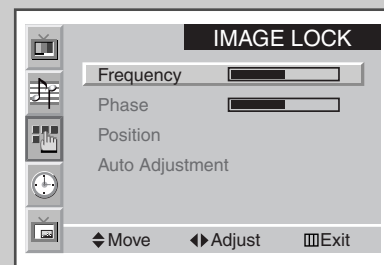 IMAGE LOCK
Frequency
Phase
Position
Auto Adjustment
Move Adjust Exit